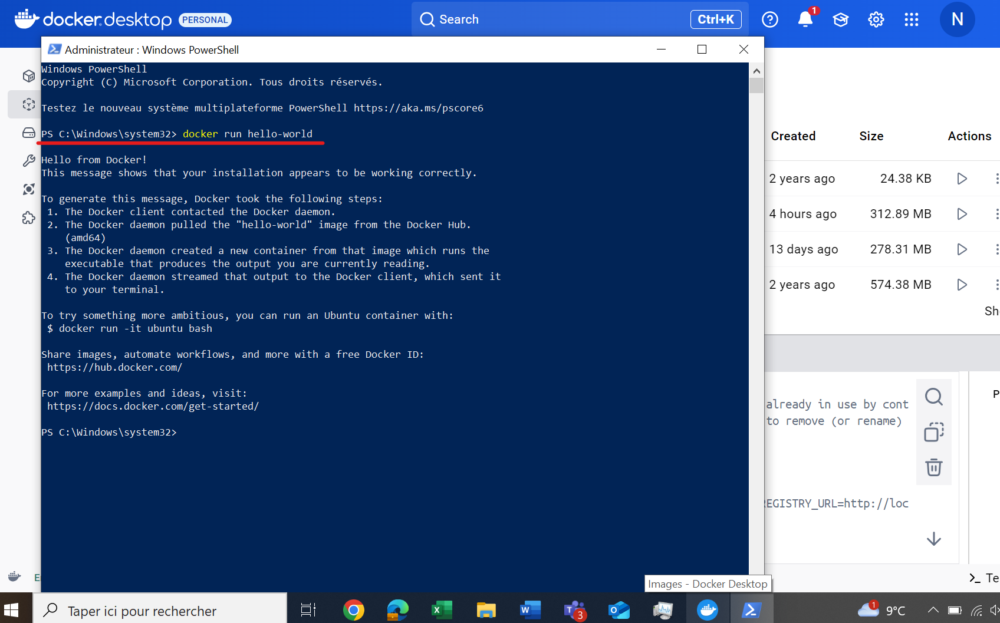 docker.desktop PERSONAL
Search Ctrl+K
1
N
Administrateur : Windows PowerShell
Windows PowerShell
Copyright (C) Microsoft Corporation. Tous droits réservés.
Testez le nouveau système multiplateforme PowerShell https://aka.ms/pscore6
PS C:\Windows\system32> docker run hello-world
Hello from Docker!
This message shows that your installation appears to be working correctly.
To generate this message, Docker took the following steps:
1. The Docker client contacted the Docker daemon.
2. The Docker daemon pulled the "hello-world" image from the Docker Hub.
(amd64)
3. The Docker daemon created a new container from that image which runs the
executable that produces the output you are currently reading.
4. The Docker daemon streamed that output to the Docker client, which sent it
to your terminal.
To try something more ambitious, you can run an Ubuntu container with:
$ docker run -it ubuntu bash
Share images, automate workflows, and more with a free Docker ID:
https://hub.docker.com/
For more examples and ideas, visit:
https://docs.docker.com/get-started/
PS C:\Windows\system32>
Created Size Actions
2 years ago 24.38 KB
4 hours ago 312.89 MB
13 days ago 278.31 MB
2 years ago 574.38 MB
already in use by cont
to remove (or rename)
REGISTRY_URL=http://loc
Images - Docker Desktop
Taper ici pour rechercher
3
1
9°C